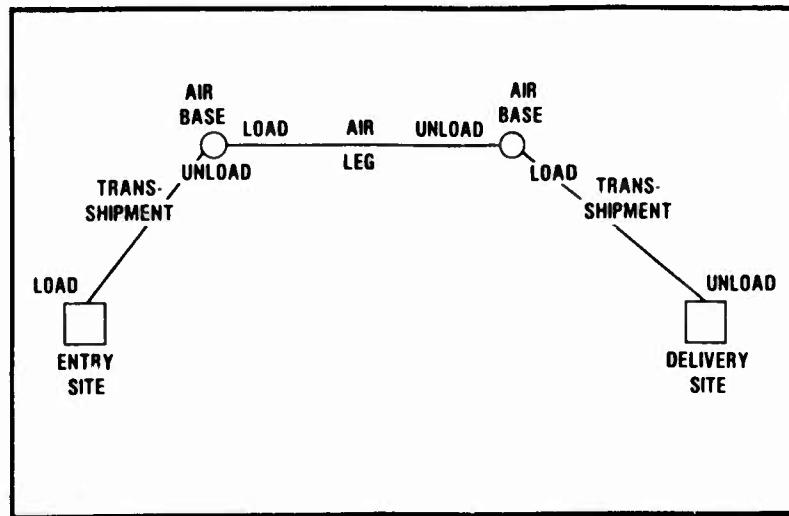 AIR
BASE
LOAD
AIR
LEG
UNLOAD
AIR
BASE
UNLOAD
LOAD
TRANS-
SHIPMENT
TRANS-
SHIPMENT
LOAD
UNLOAD
ENTRY
SITE
DELIVERY
SITE